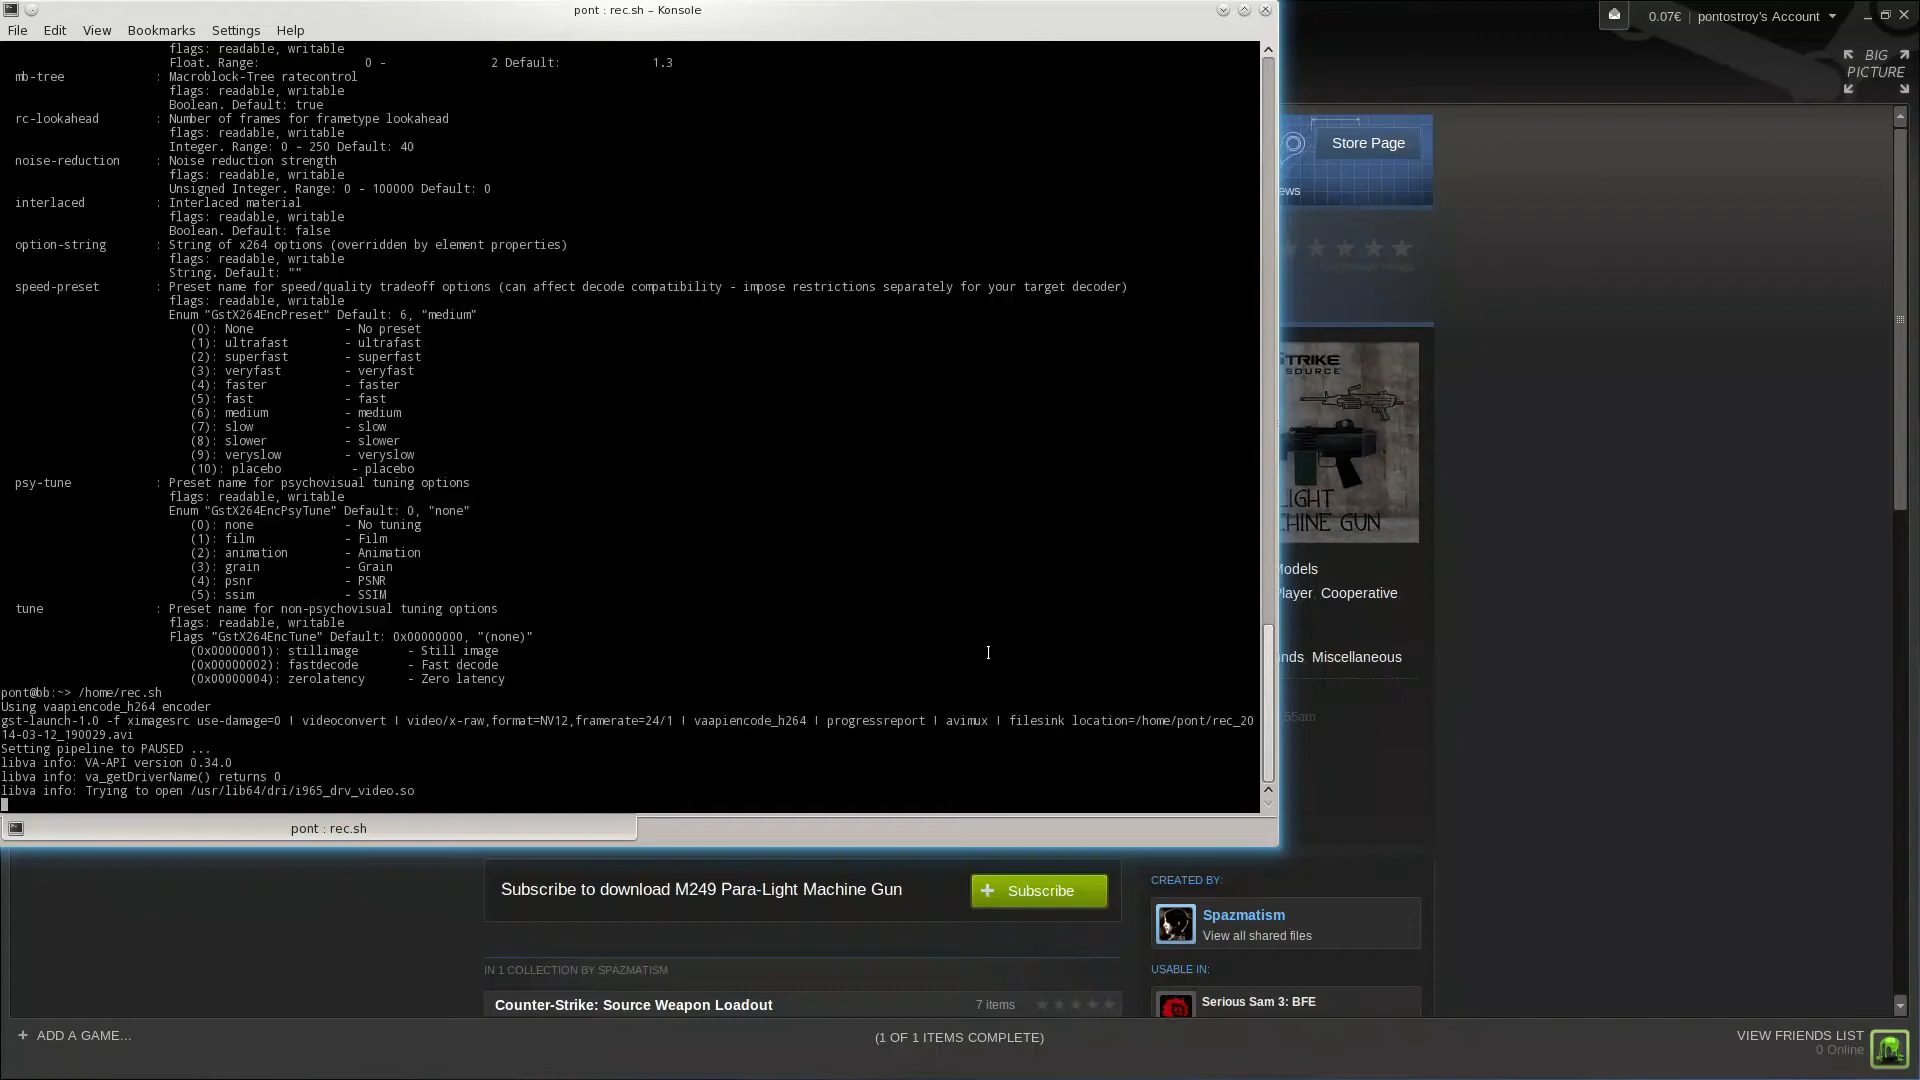 pont : rec.sh – Konsole
File Edit View Bookmarks Settings Help
flags: readable, writable
Float. Range: 0 - 2 Default: 1.3
mb-tree : Macroblock-Tree ratecontrol
flags: readable, writable
Boolean. Default: true
rc-lookahead : Number of frames for frametype lookahead
flags: readable, writable
Integer. Range: 0 - 250 Default: 40
noise-reduction : Noise reduction strength
flags: readable, writable
Unsigned Integer. Range: 0 - 100000 Default: 0
interlaced : Interlaced material
flags: readable, writable
Boolean. Default: false
option-string : String of x264 options (overridden by element properties)
flags: readable, writable
String. Default: ""
speed-preset : Preset name for speed/quality tradeoff options (can affect decode compatibility - impose restrictions separately for your target decoder)
flags: readable, writable
Enum "GstX264EncPreset" Default: 6, "medium"
(0): None - No preset
(1): ultrafast - ultrafast
(2): superfast - superfast
(3): veryfast - veryfast
(4): faster - faster
(5): fast - fast
(6): medium - medium
(7): slow - slow
(8): slower - slower
(9): veryslow - veryslow
(10): placebo - placebo
psy-tune : Preset name for psychovisual tuning options
flags: readable, writable
Enum "GstX264EncPsyTune" Default: 0, "none"
(0): none - No tuning
(1): film - Film
(2): animation - Animation
(3): grain - Grain
(4): psnr - PSNR
(5): ssim - SSIM
tune : Preset name for non-psychovisual tuning options
flags: readable, writable
Flags "GstX264EncTune" Default: 0x00000000, "(none)"
(0x00000001): stillimage - Still image
(0x00000002): fastdecode - Fast decode
(0x00000004): zerolatency - Zero latency
pont@bb:~> /home/rec.sh
Using vaapiencode_h264 encoder
gst-launch-1.0 -f ximagesrc use-damage=0 ! videoconvert ! video/x-raw,format=NV12,framerate=24/1 ! vaapiencode_h264 ! progressreport ! avimux ! filesink location=/home/pont/rec_20
14-03-12_190029.avi
Setting pipeline to PAUSED ...
libva info: VA-API version 0.34.0
libva info: va_getDriverName() returns 0
libva info: Trying to open /usr/lib64/dri/i965_drv_video.so
pont : rec.sh
0.07€ | pontostroy's Account
BIG
PICTURE
Store Page
ews
TRIKE
SOURCE
LIGHT
CHINE GUN
Models
Player, Cooperative
nds, Miscellaneous
55am
Subscribe to download M249 Para-Light Machine Gun
+ Subscribe
IN 1 COLLECTION BY SPAZMATISM
Counter-Strike: Source Weapon Loadout 7 items
CREATED BY:
Spazmatism
View all shared files
USABLE IN:
Serious Sam 3: BFE
+ ADD A GAME...
(1 OF 1 ITEMS COMPLETE)
VIEW FRIENDS LIST
0 Online